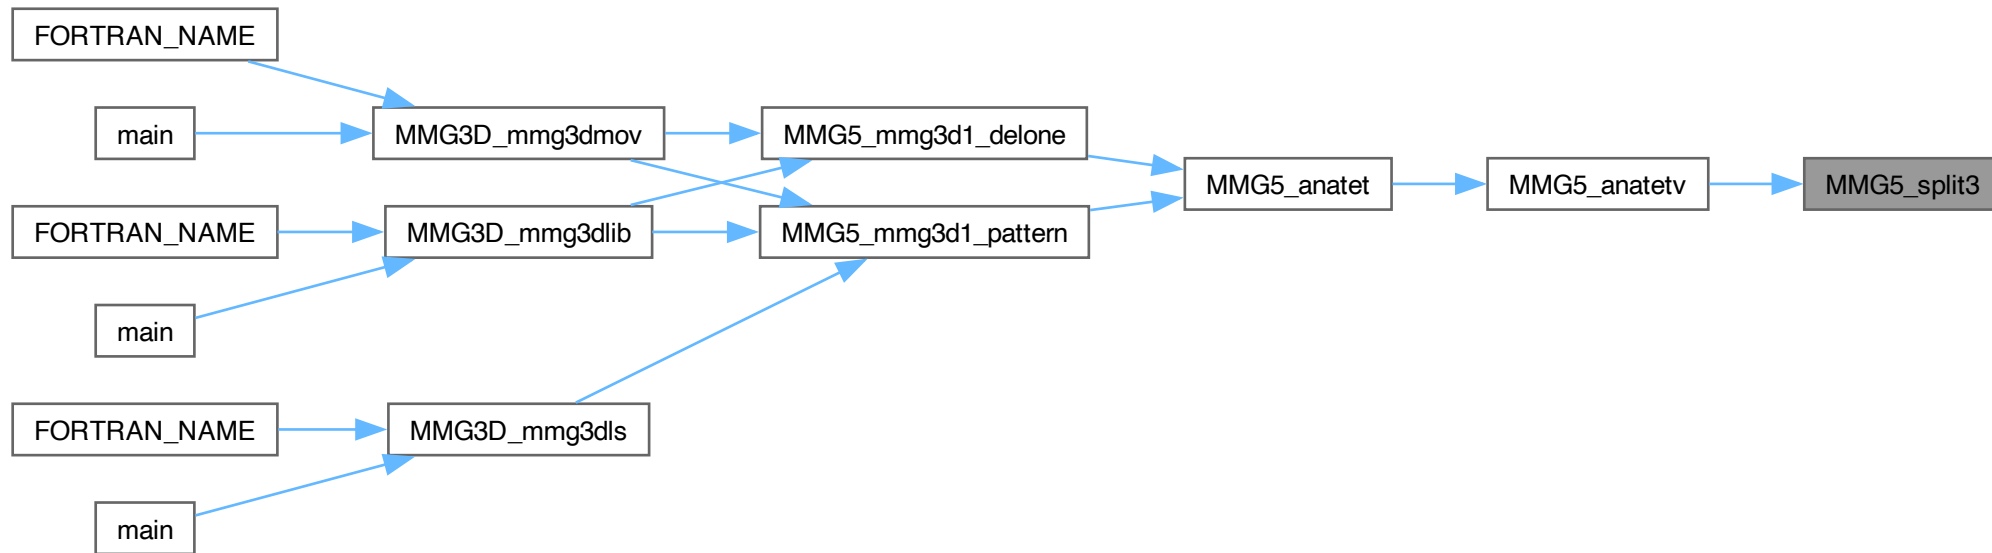 FORTRAN_NAME
main
MMG3D_mmg3dmov
MMG5_mmg3d1_delone
MMG5_anatet
MMG5_anatetv
MMG5_split3
FORTRAN_NAME
MMG3D_mmg3dlib
MMG5_mmg3d1_pattern
main
FORTRAN_NAME
MMG3D_mmg3dls
main